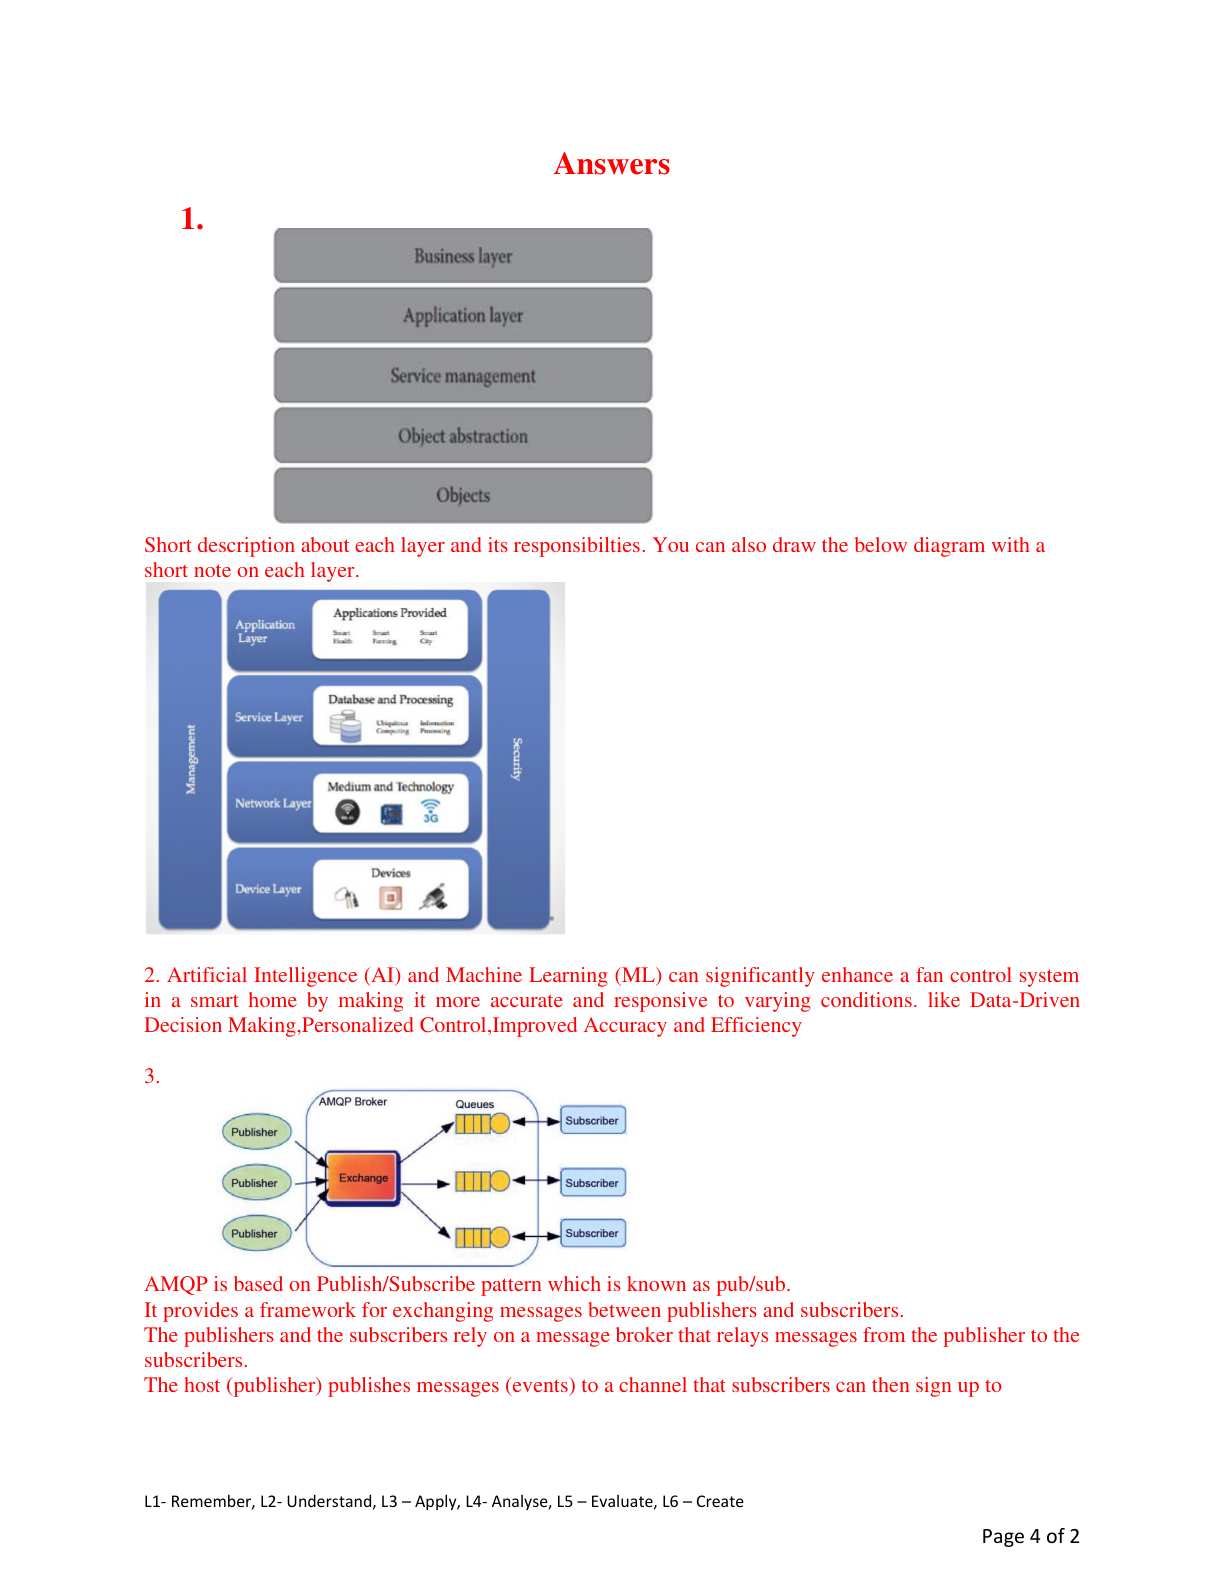 Answers
1.
Business layer
Application layer
Service management
Object abstraction
Objects
Short description about each layer and its responsibilties. You can also draw the below diagram with a
short note on each layer.
Management
Application
Layer
Applications Provided
Smart Smart Smart
Health Farming City
Service Layer
Database and Processing
Ubiquitous Information
Computing Processing
Network Layer
Medium and Technology
3G
Device Layer
Devices
Security
2. Artificial Intelligence (AI) and Machine Learning (ML) can significantly enhance a fan control system
in a smart home by making it more accurate and responsive to varying conditions. like Data-Driven
Decision Making,Personalized Control,Improved Accuracy and Efficiency
3.
AMQP Broker
Queues
Publisher
Publisher
Publisher
Exchange
Subscriber
Subscriber
Subscriber
AMQP is based on Publish/Subscribe pattern which is known as pub/sub.
It provides a framework for exchanging messages between publishers and subscribers.
The publishers and the subscribers rely on a message broker that relays messages from the publisher to the
subscribers.
The host (publisher) publishes messages (events) to a channel that subscribers can then sign up to
L1- Remember, L2- Understand, L3 – Apply, L4- Analyse, L5 – Evaluate, L6 – Create
Page 4 of 2